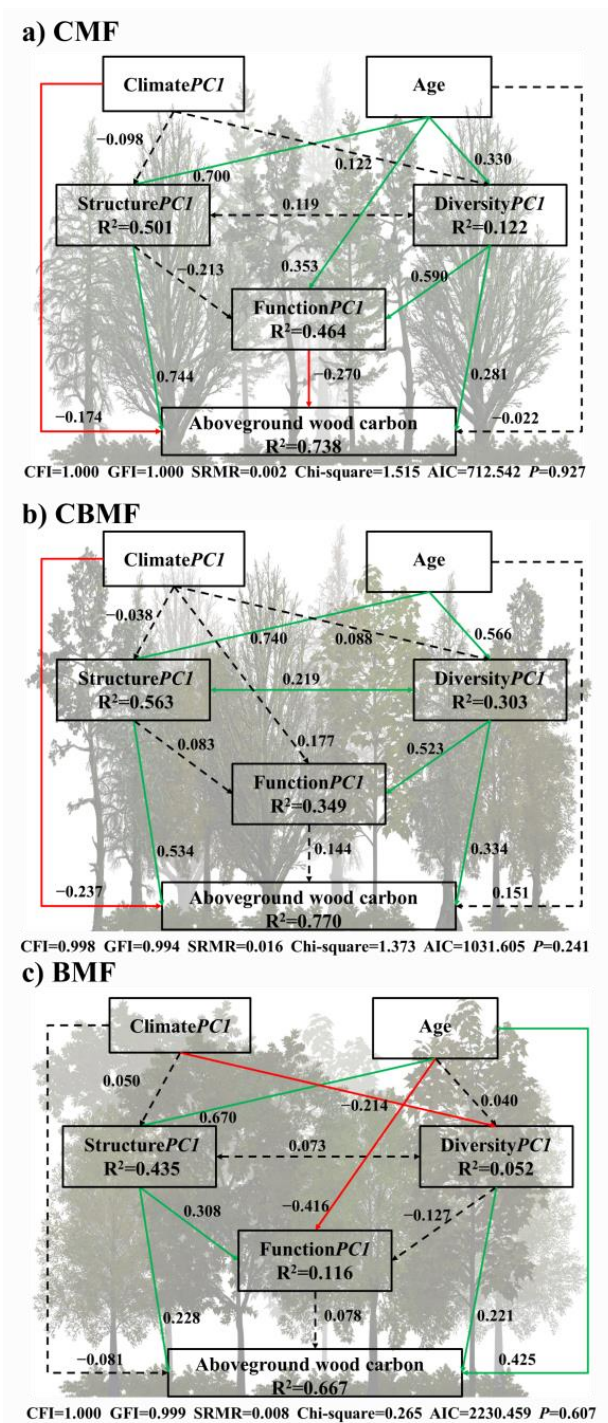 a) CMF
ClimatePC1
Age
−0.098
0.122
0.330
0.700
StructurePC1
R²=0.501
0.119
DiversityPC1
R²=0.122
−0.213
0.353
0.590
FunctionPC1
R²=0.464
0.744
−0.270
0.281
−0.174
−0.022
Aboveground wood carbon
R²=0.738
CFI=1.000 GFI=1.000 SRMR=0.002 Chi-square=1.515 AIC=712.542 P=0.927
b) CBMF
ClimatePC1
Age
−0.038
0.740
0.088
0.566
StructurePC1
R²=0.563
0.219
DiversityPC1
R²=0.303
0.083
0.177
0.523
FunctionPC1
R²=0.349
0.534
0.144
0.334
−0.237
0.151
Aboveground wood carbon
R²=0.770
CFI=0.998 GFI=0.994 SRMR=0.016 Chi-square=1.373 AIC=1031.605 P=0.241
c) BMF
ClimatePC1
Age
0.050
0.670
−0.214
0.040
StructurePC1
R²=0.435
0.073
DiversityPC1
R²=0.052
0.308
−0.416
−0.127
FunctionPC1
R²=0.116
0.228
0.078
0.221
−0.081
0.425
Aboveground wood carbon
R²=0.667
CFI=1.000 GFI=0.999 SRMR=0.008 Chi-square=0.265 AIC=2230.459 P=0.607